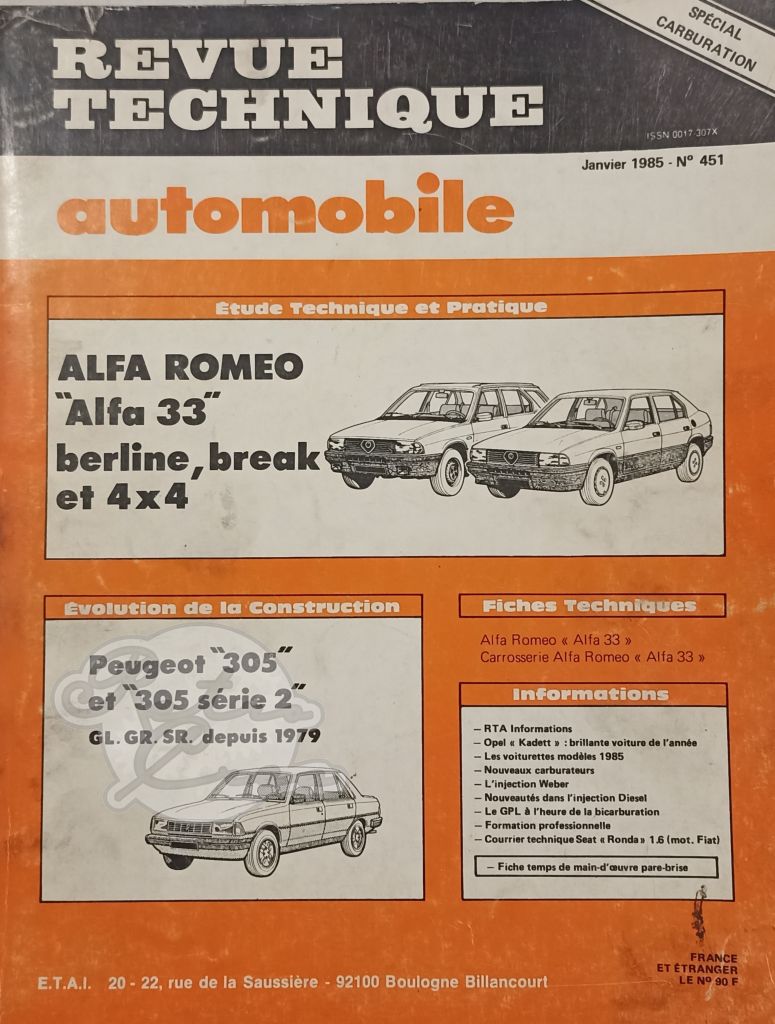 SPÉCIAL
CARBURATION
REVUE
TECHNIQUE
ISSN 0017 307X
Janvier 1985 - N° 451
automobile
Étude Technique et Pratique
ALFA ROMEO
"Alfa 33"
berline, break
et 4x4
Évolution de la Construction
Peugeot "305"
et "305 série 2"
GL. GR. SR. depuis 1979
Fiches Techniques
Alfa Romeo « Alfa 33 »
Carrosserie Alfa Romeo « Alfa 33 »
Informations
— RTA Informations
— Opel « Kadett » : brillante voiture de l'année
— Les voiturettes modèles 1985
— Nouveaux carburateurs
— L'injection Weber
— Nouveautés dans l'injection Diesel
— Le GPL à l'heure de la bicarburation
— Formation professionnelle
— Courrier technique Seat « Ronda » 1.6 (mot. Fiat)
— Fiche temps de main-d'œuvre pare-brise
FRANCE
ET ÉTRANGER
LE N° 90 F
E.T.A.I. 20 - 22, rue de la Saussière - 92100 Boulogne Billancourt